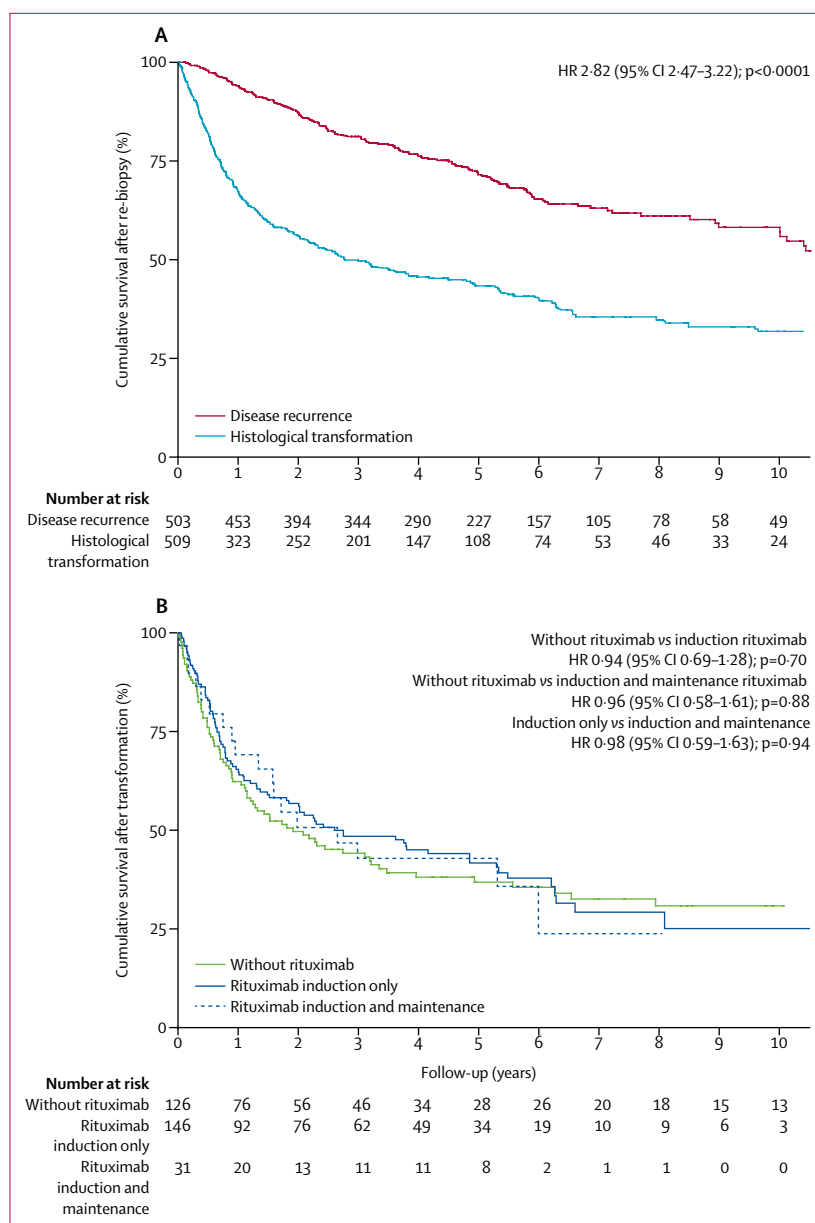 A
HR 2·82 (95% CI 2·47–3·22); p<0·0001
Cumulative survival after re-biopsy (%)
100
75
50
25
0
Disease recurrence
Histological transformation
0 1 2 3 4 5 6 7 8 9 10
Number at risk
Disease recurrence 503 453 394 344 290 227 157 105 78 58 49
Histological 509 323 252 201 147 108 74 53 46 33 24
transformation
B
Without rituximab vs induction rituximab
HR 0·94 (95% CI 0·69–1·28); p=0·70
Without rituximab vs induction and maintenance rituximab
HR 0·96 (95% CI 0·58–1·61); p=0·88
Induction only vs induction and maintenance
HR 0·98 (95% CI 0·59–1·63); p=0·94
Cumulative survival after transformation (%)
100
75
50
25
0
Without rituximab
Rituximab induction only
Rituximab induction and maintenance
0 1 2 3 4 5 6 7 8 9 10
Follow-up (years)
Number at risk
Without rituximab 126 76 56 46 34 28 26 20 18 15 13
Rituximab 146 92 76 62 49 34 19 10 9 6 3
induction only
Rituximab 31 20 13 11 11 8 2 1 1 0 0
induction and
maintenance